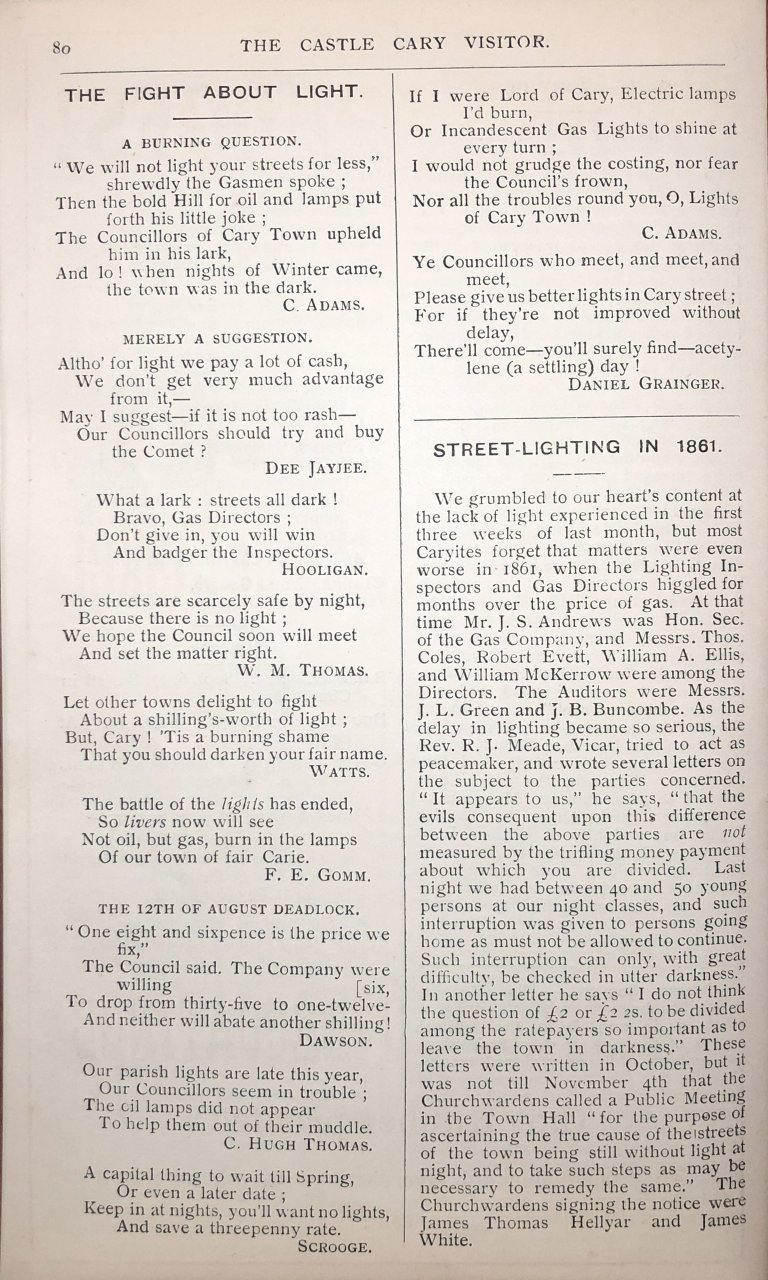 80
THE CASTLE CARY VISITOR.
THE FIGHT ABOUT LIGHT.
A BURNING QUESTION.
“ We will not light your streets for less,”
shrewdly the Gasmen spoke ;
Then the bold Hill for oil and lamps put
forth his little joke ;
The Councillors of Cary Town upheld
him in his lark,
And lo ! when nights of Winter came,
the town was in the dark.
C. ADAMS.
MERELY A SUGGESTION.
Altho’ for light we pay a lot of cash,
We don’t get very much advantage
from it,—
May I suggest—if it is not too rash—
Our Councillors should try and buy
the Comet ?
DEE JAYJEE.
What a lark : streets all dark !
Bravo, Gas Directors ;
Don’t give in, you will win
And badger the Inspectors.
HOOLIGAN.
The streets are scarcely safe by night,
Because there is no light ;
We hope the Council soon will meet
And set the matter right.
W. M. THOMAS.
Let other towns delight to fight
About a shilling’s-worth of light ;
But, Cary ! ’Tis a burning shame
That you should darken your fair name.
WATTS.
The battle of the lights has ended,
So livers now will see
Not oil, but gas, burn in the lamps
Of our town of fair Carie.
F. E. GOMM.
THE 12TH OF AUGUST DEADLOCK.
“ One eight and sixpence is the price we
fix,”
The Council said. The Company were
willing [six,
To drop from thirty-five to one-twelve-
And neither will abate another shilling!
DAWSON.
Our parish lights are late this year,
Our Councillors seem in trouble ;
The oil lamps did not appear
To help them out of their muddle.
C. HUGH THOMAS.
A capital thing to wait till Spring,
Or even a later date ;
Keep in at nights, you’ll want no lights,
And save a threepenny rate.
SCROOGE.
If I were Lord of Cary, Electric lamps
I’d burn,
Or Incandescent Gas Lights to shine at
every turn ;
I would not grudge the costing, nor fear
the Council’s frown,
Nor all the troubles round you, O, Lights
of Cary Town !
C. ADAMS.
Ye Councillors who meet, and meet, and
meet,
Please give us better lights in Cary street ;
For if they’re not improved without
delay,
There’ll come—you’ll surely find—acety-
lene (a settling) day !
DANIEL GRAINGER.
STREET-LIGHTING IN 1861.
We grumbled to our heart’s content at
the lack of light experienced in the first
three weeks of last month, but most
Caryites forget that matters were even
worse in 1861, when the Lighting In-
spectors and Gas Directors higgled for
months over the price of gas. At that
time Mr. J. S. Andrews was Hon. Sec.
of the Gas Company, and Messrs. Thos.
Coles, Robert Evett, William A. Ellis,
and William McKerrow were among the
Directors. The Auditors were Messrs.
J. L. Green and J. B. Buncombe. As the
delay in lighting became so serious, the
Rev. R. J. Meade, Vicar, tried to act as
peacemaker, and wrote several letters on
the subject to the parties concerned.
“ It appears to us,” he says, “ that the
evils consequent upon this difference
between the above parties are not
measured by the trifling money payment
about which you are divided. Last
night we had between 40 and 50 young
persons at our night classes, and such
interruption was given to persons going
home as must not be allowed to continue.
Such interruption can only, with great
difficulty, be checked in utter darkness.”
In another letter he says “ I do not think
the question of £2 or £2 2s. to be divided
among the ratepayers so important as to
leave the town in darkness.” These
letters were written in October, but it
was not till November 4th that the
Churchwardens called a Public Meeting
in the Town Hall “ for the purpose of
ascertaining the true cause of the streets
of the town being still without light at
night, and to take such steps as may be
necessary to remedy the same.” The
Churchwardens signing the notice were
James Thomas Hellyar and James
White.